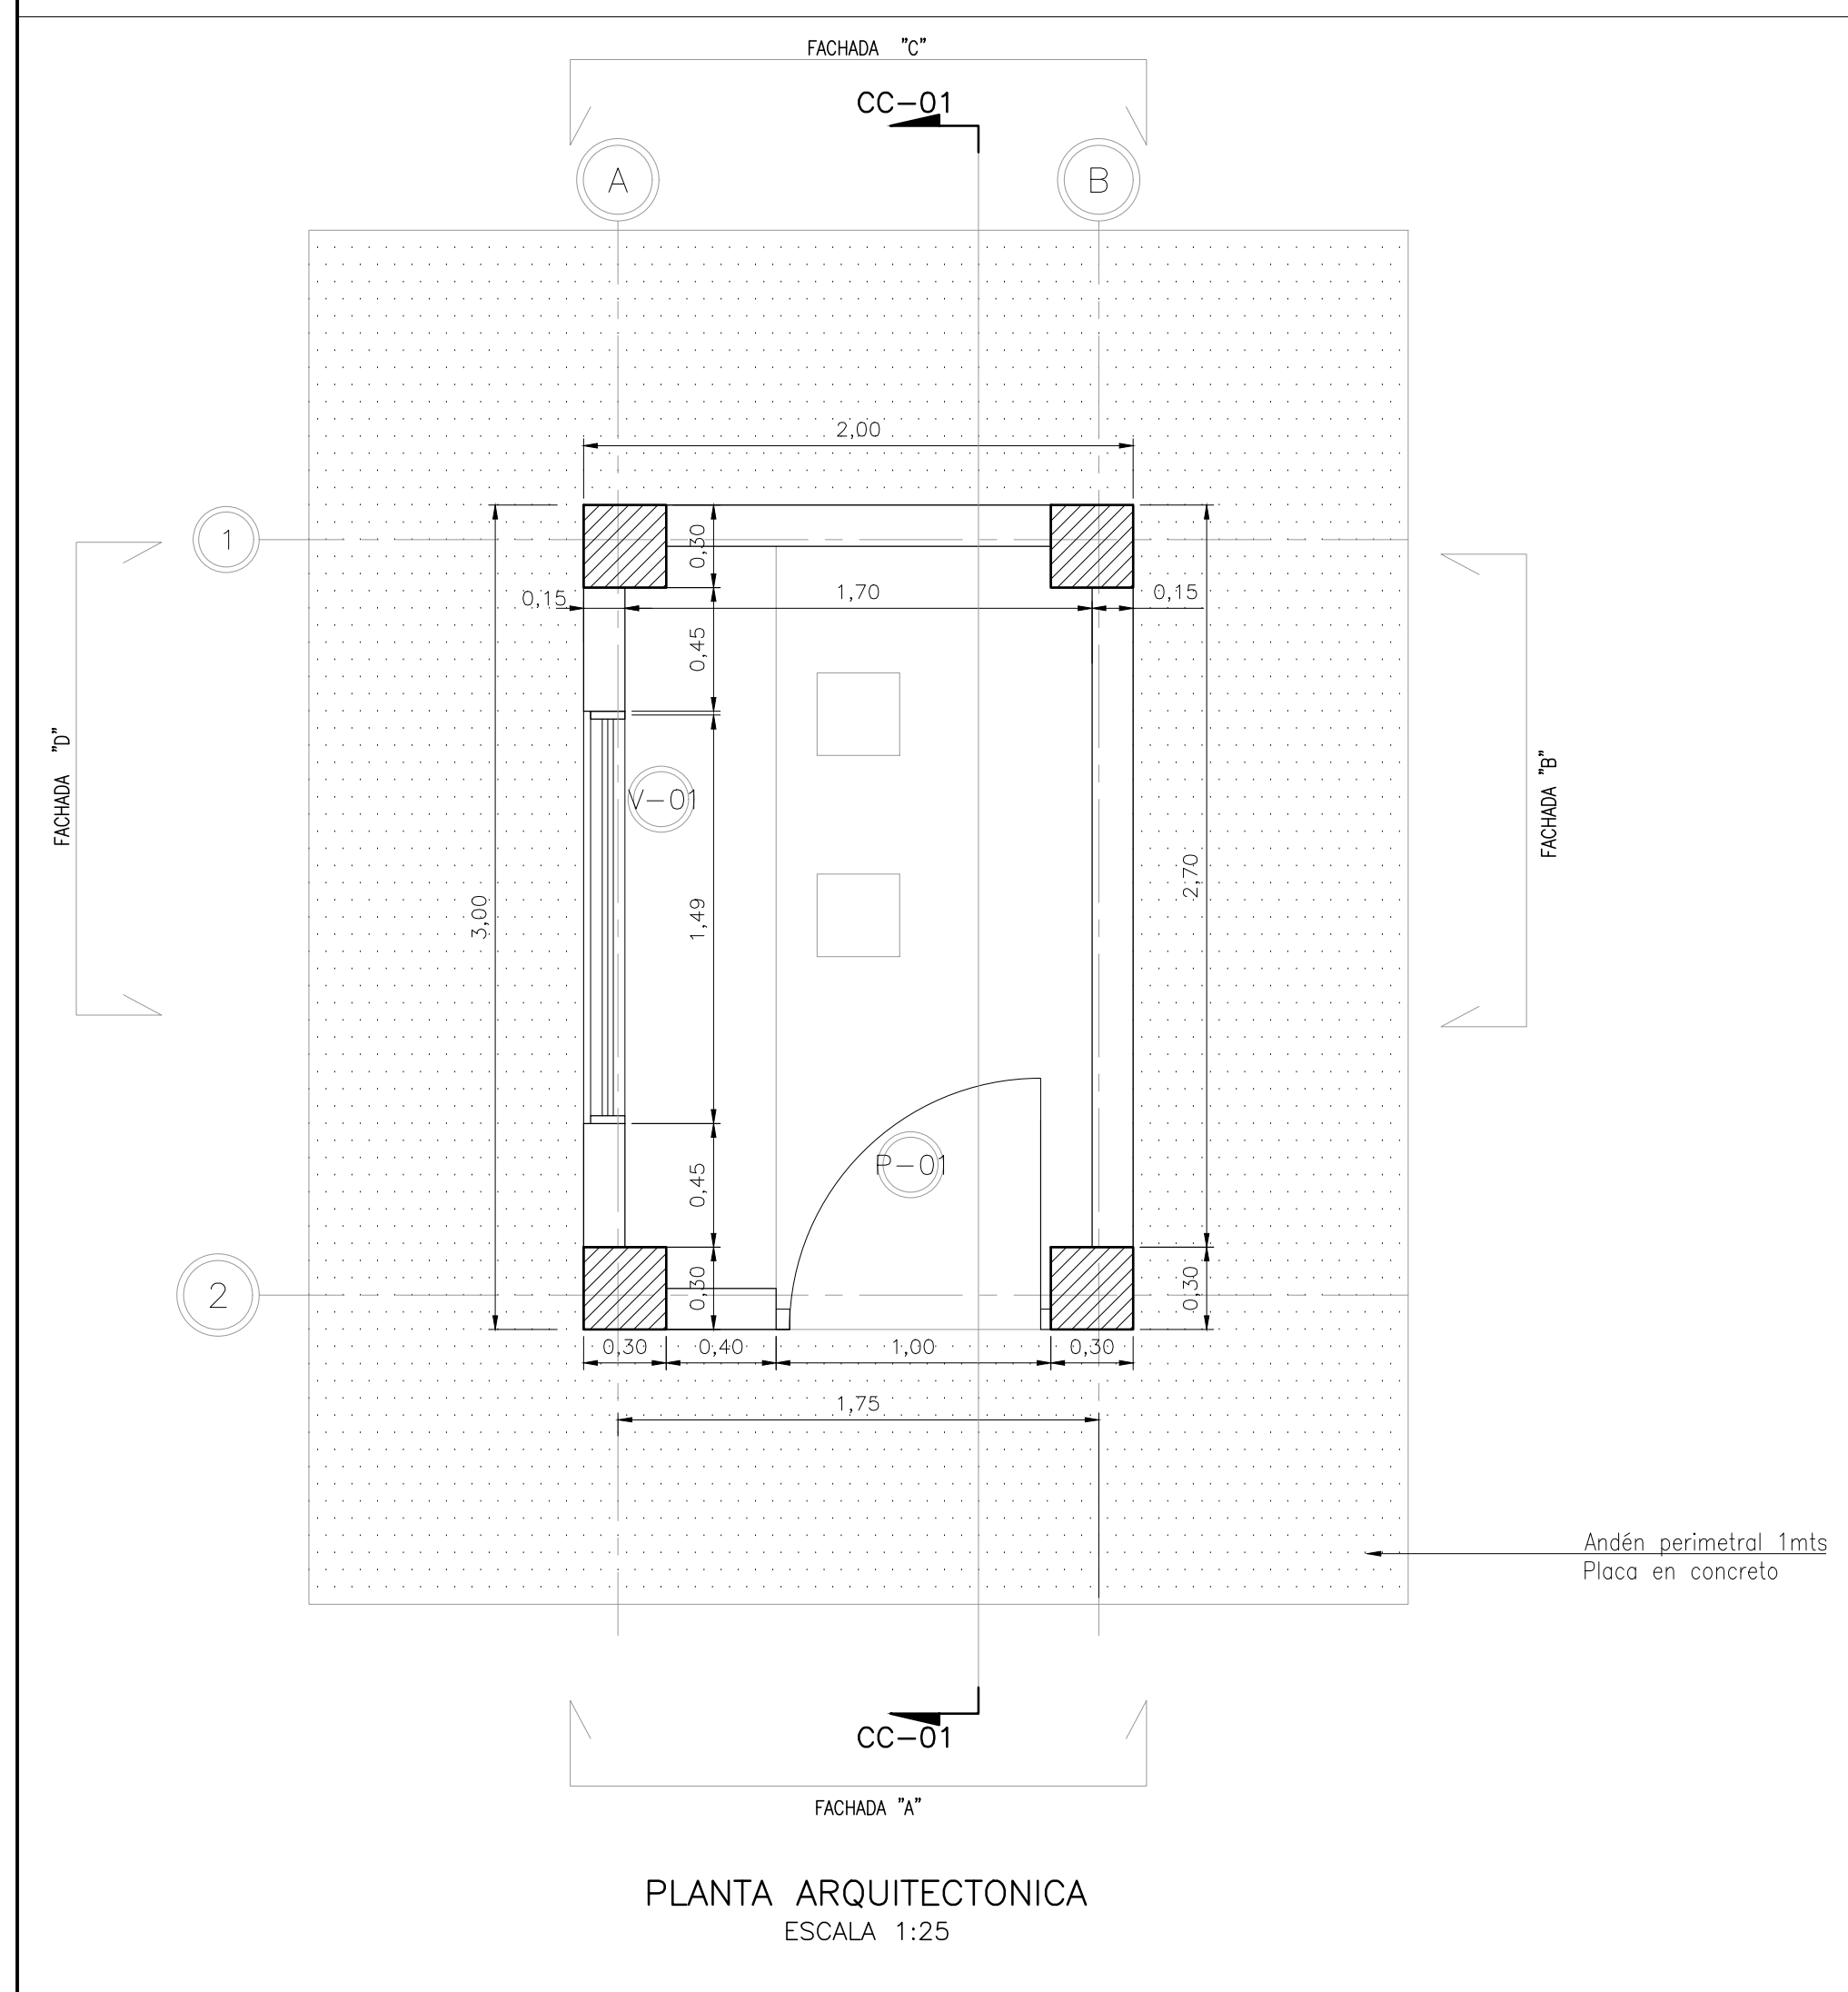 FACHADA "C"
CC-01
A
B
2,00
1
0,30
0,15
1,70
0,15
0,45
FACHADA "D"
FACHADA "B"
V-01
3,00
1,49
2,70
P-01
0,45
2
0,30
0,30
0,30
0,40
1,00
0,30
1,75
Andén perimetral 1mts
Placa en concreto
CC-01
FACHADA "A"
PLANTA ARQUITECTONICA
ESCALA 1:25